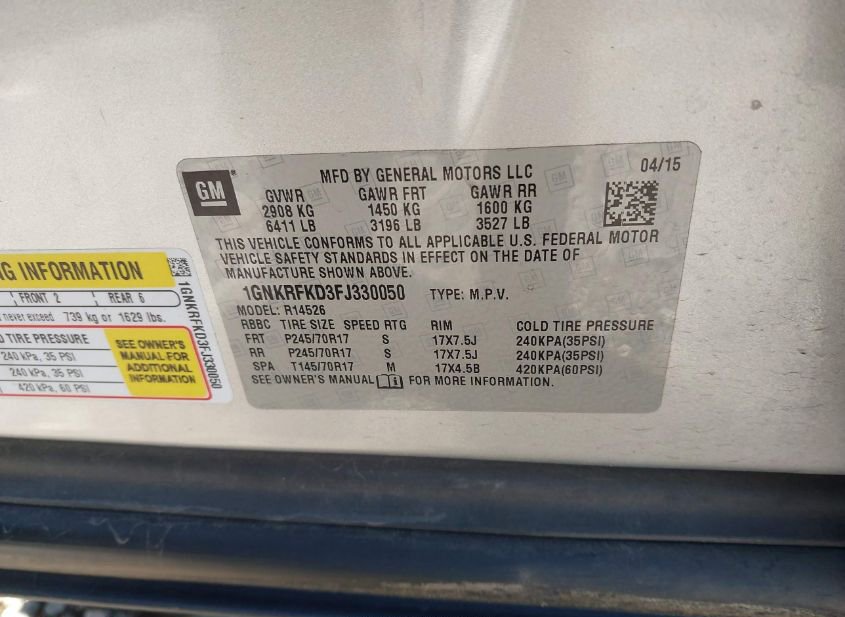 GM
MFD BY GENERAL MOTORS LLC 04/15
GVWR GAWR FRT GAWR RR
2908 KG 1450 KG 1600 KG
6411 LB 3196 LB 3527 LB
THIS VEHICLE CONFORMS TO ALL APPLICABLE U.S. FEDERAL MOTOR
VEHICLE SAFETY STANDARDS IN EFFECT ON THE DATE OF
MANUFACTURE SHOWN ABOVE.
1GNKRFKD3FJ330050 TYPE: M.P.V.
MODEL: R14526
RBBC TIRE SIZE SPEED RTG RIM COLD TIRE PRESSURE
FRT P245/70R17 S 17X7.5J 240KPA(35PSI)
RR P245/70R17 S 17X7.5J 240KPA(35PSI)
SPA T145/70R17 M 17X4.5B 420KPA(60PSI)
SEE OWNER'S MANUAL FOR MORE INFORMATION.
NG INFORMATION
FRONT 2 REAR 6
never exceed 739 kg or 1629 lbs.
TIRE PRESSURE
240 kPa, 35 PSI
240 kPa, 35 PSI
420 kPa, 60 PSI
SEE OWNER'S
MANUAL FOR
ADDITIONAL
INFORMATION
1GNKRFKD3FJ330050